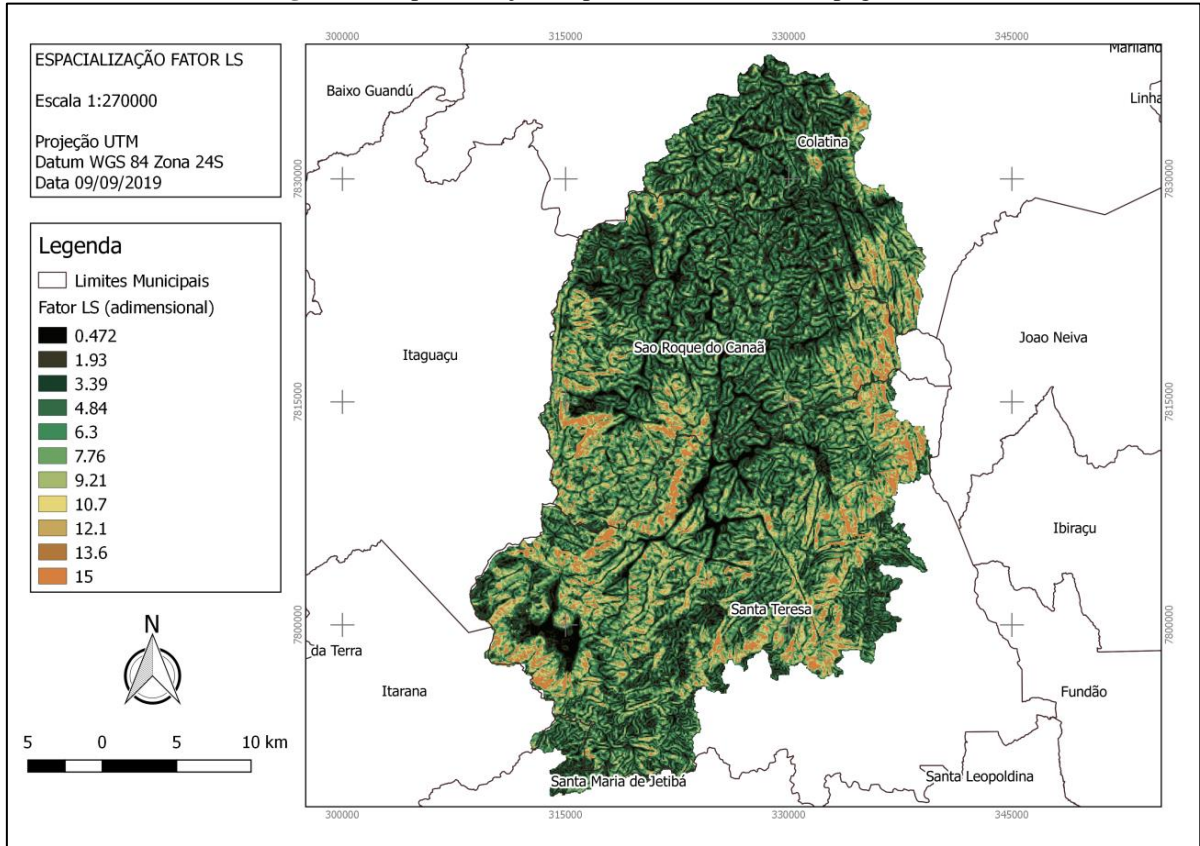 ESPACIALIZAÇÃO FATOR LS
Escala 1:270000
Projeção UTM
Datum WGS 84 Zona 24S
Data 09/09/2019
Legenda
Limites Municipais
Fator LS (adimensional)
0.472
1.93
3.39
4.84
6.3
7.76
9.21
10.7
12.1
13.6
15
N
5 0 5 10 km
300000 315000 330000 345000
Baixo Guandú
Linha
Colatina
7830000 7830000
Itaguaçu
Sao Roque do Canaã
Joao Neiva
7815000 7815000
Ibiraçu
Santa Teresa
7800000 7800000
da Terra
Itarana
Fundão
Santa Maria de Jetibá
Santa Leopoldina
300000 315000 330000 345000